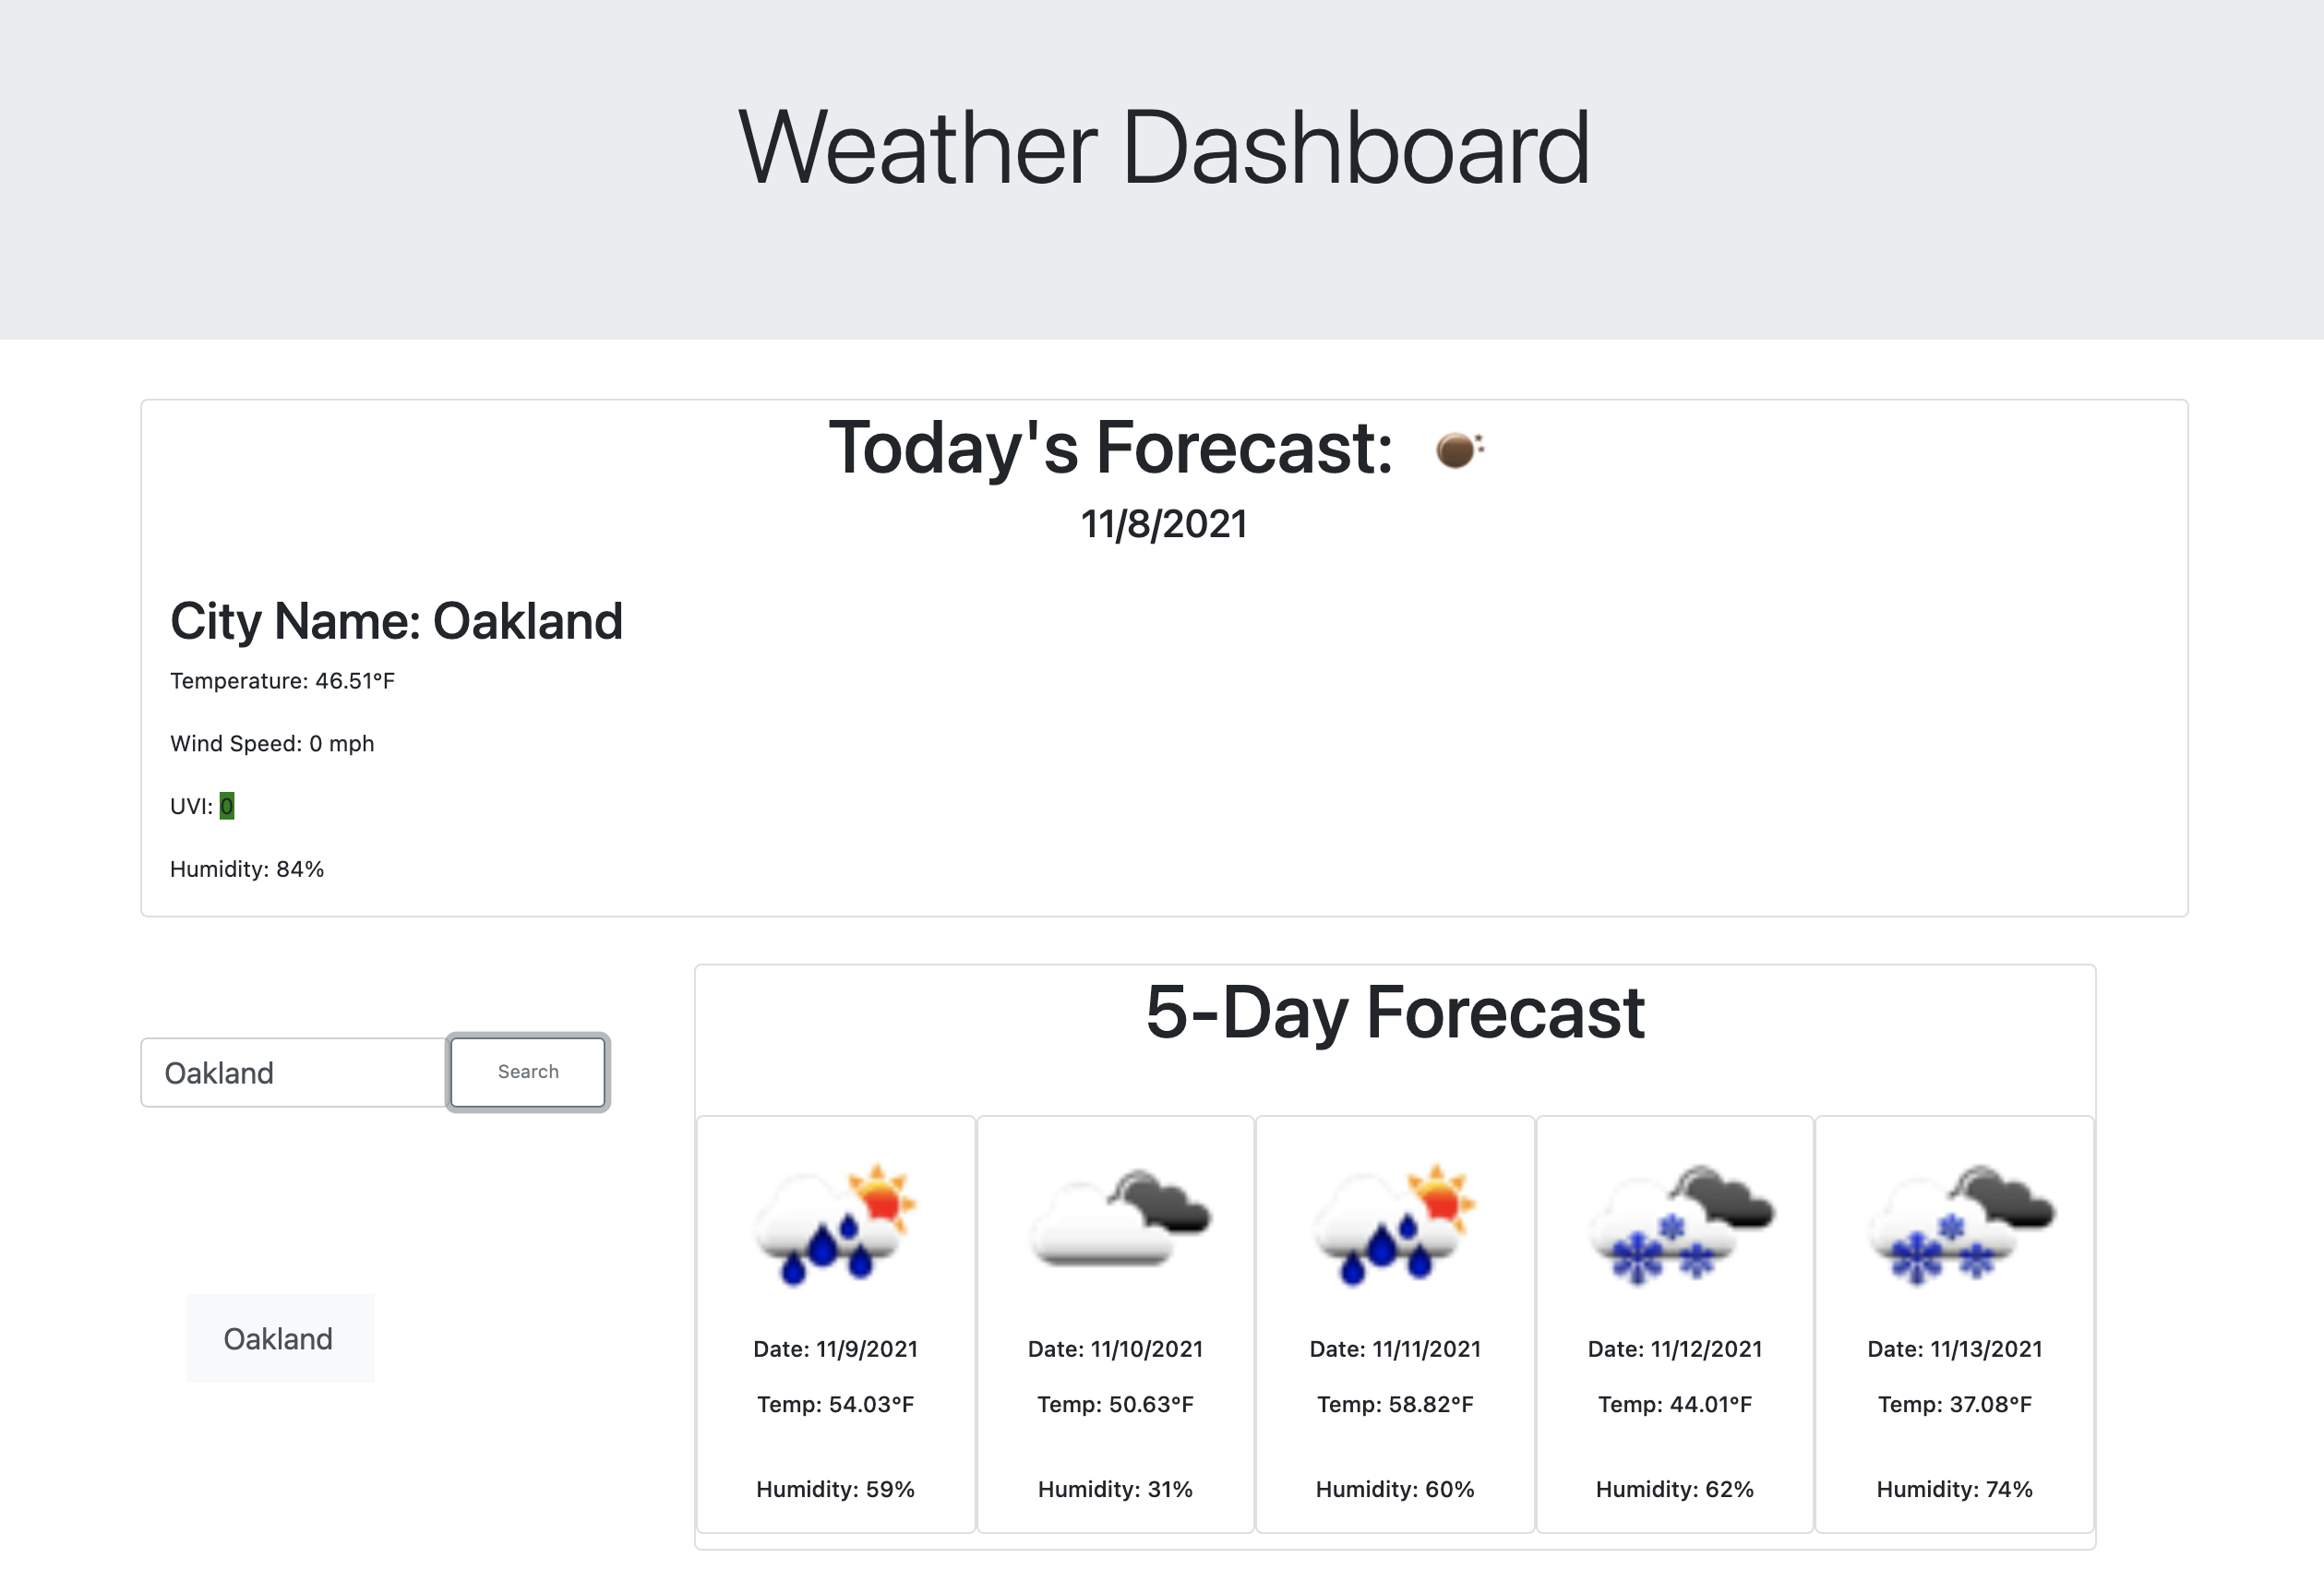 Weather Dashboard
Today's Forecast:
11/8/2021
City Name: Oakland
Temperature: 46.51°F
Wind Speed: 0 mph
UVI: 0
Humidity: 84%
Oakland
Search
Oakland
5-Day Forecast
Date: 11/9/2021
Temp: 54.03°F
Humidity: 59%
Date: 11/10/2021
Temp: 50.63°F
Humidity: 31%
Date: 11/11/2021
Temp: 58.82°F
Humidity: 60%
Date: 11/12/2021
Temp: 44.01°F
Humidity: 62%
Date: 11/13/2021
Temp: 37.08°F
Humidity: 74%